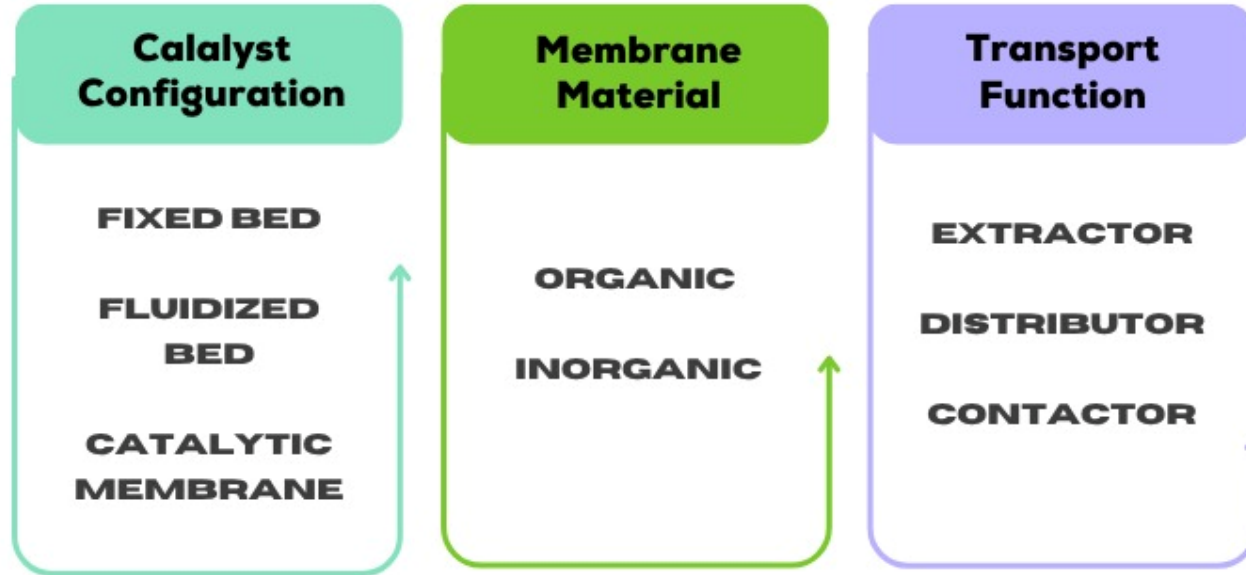 Calalyst
Configuration
FIXED BED
FLUIDIZED
BED
CATALYTIC
MEMBRANE
Membrane
Material
ORGANIC
INORGANIC
Transport
Function
EXTRACTOR
DISTRIBUTOR
CONTACTOR